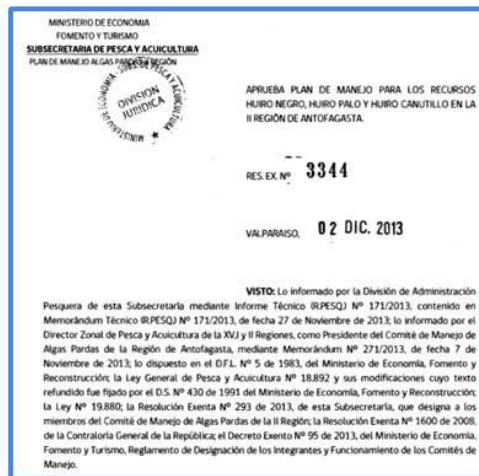 MINISTERIO DE ECONOMIA
FOMENTO Y TURISMO
SUBSECRETARIA DE PESCA Y ACUICULTURA
PLAN DE MANEJO ALGAS PARDAS REGIÓN
MINISTERIO DE ECONOMIA - SUBS. DE PESCA Y ACUICULTURA
DIVISION
JURIDICA
APRUEBA PLAN DE MANEJO PARA LOS RECURSOS
HUIRO NEGRO, HUIRO PALO Y HUIRO CANUTILLO EN LA
II REGIÓN DE ANTOFAGASTA.
RES. EX. Nº 3344
VALPARAISO, 02 DIC. 2013
VISTO: Lo informado por la División de Administración
Pesquera de esta Subsecretaría mediante Informe Técnico (R.PESQ.) Nº 171/2013, contenido en
Memorándum Técnico (R.PESQ.) Nº 171/2013, de fecha 27 de Noviembre de 2013; lo informado por el
Director Zonal de Pesca y Acuicultura de la XV, I y II Regiones, como Presidente del Comité de Manejo de
Algas Pardas de la Región de Antofagasta, mediante Memorándum Nº 271/2013, de fecha 7 de
Noviembre de 2013; lo dispuesto en el D.F.L. Nº 5 de 1983, del Ministerio de Economía, Fomento y
Reconstrucción; la Ley General de Pesca y Acuicultura Nº 18.892 y sus modificaciones cuyo texto
refundido fue fijado por el D.S. Nº 430 de 1991 del Ministerio de Economía, Fomento y Reconstrucción;
la Ley Nº 19.880; la Resolución Exenta Nº 293 de 2013, de esta Subsecretaría, que designa a los
miembros del Comité de Manejo de Algas Pardas de la II Región; la Resolución Exenta Nº 1600 de 2008,
de la Contraloría General de la República; el Decreto Exento Nº 95 de 2013, del Ministerio de Economía,
Fomento y Turismo, Reglamento de Designación de los Integrantes y Funcionamiento de los Comités de
Manejo.